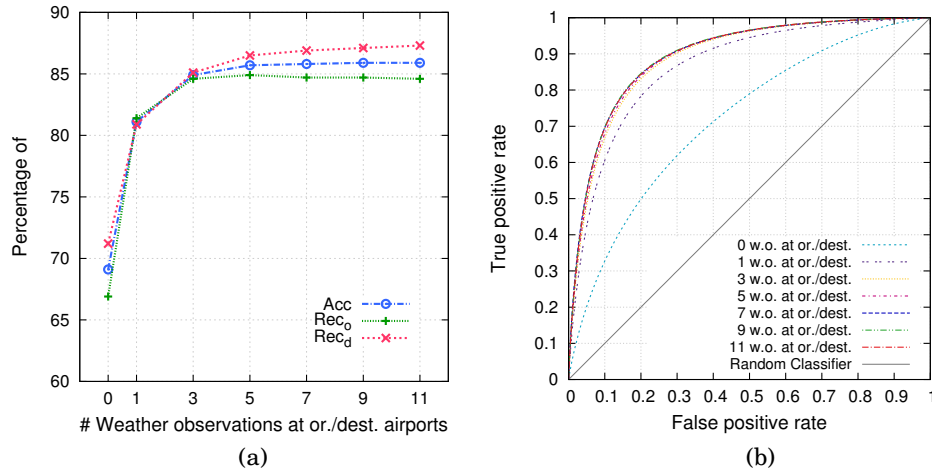 Percentage of
90
85
80
75
70
65
60
0 1 3 5 7 9 11
# Weather observations at or./dest. airports
Acc
Rec_o
Rec_d
(a)
True positive rate
1
0.9
0.8
0.7
0.6
0.5
0.4
0.3
0.2
0.1
0
0 0.1 0.2 0.3 0.4 0.5 0.6 0.7 0.8 0.9 1
False positive rate
0 w.o. at or./dest.
1 w.o. at or./dest.
3 w.o. at or./dest.
5 w.o. at or./dest.
7 w.o. at or./dest.
9 w.o. at or./dest.
11 w.o. at or./dest.
Random Classifier
(b)